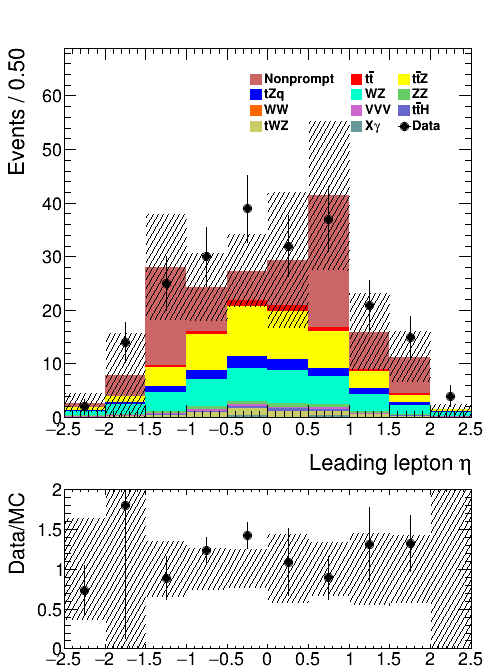 Events / 0.50
60
50
40
30
20
10
0
Nonprompt tt̄ tt̄Z
tZq WZ ZZ
WW VVV tt̄H
tWZ Xγ Data
−2.5 −2 −1.5 −1 −0.5 0 0.5 1 1.5 2 2.5
Leading lepton η
Data/MC
2
1.5
1
0.5
0
−2.5 −2 −1.5 −1 −0.5 0 0.5 1 1.5 2 2.5